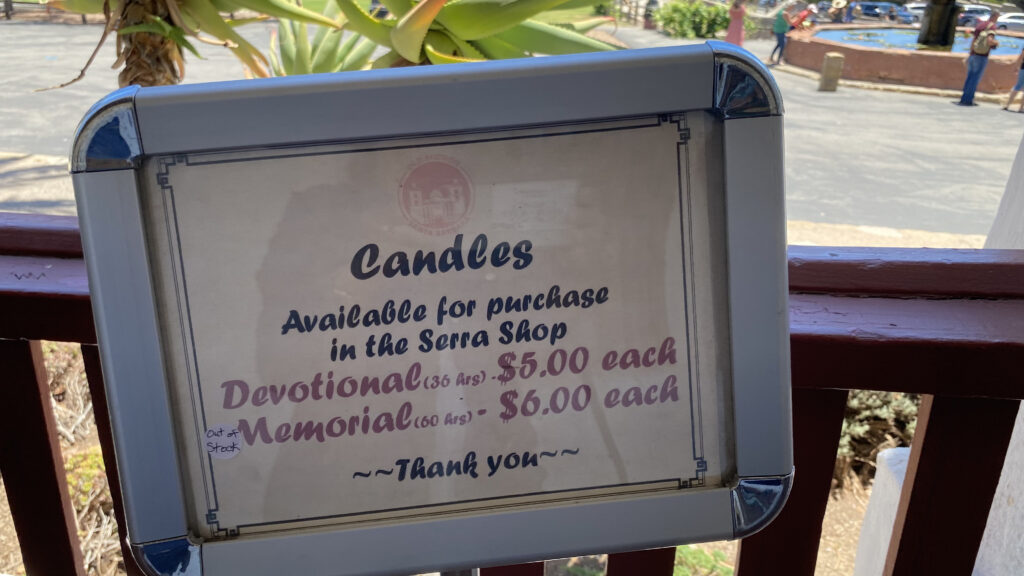 Candles
Available for purchase
in the Serra Shop
Devotional (36 hrs) - $5.00 each
Memorial (60 hrs) - $6.00 each
Out of
Stock
~~Thank you~~